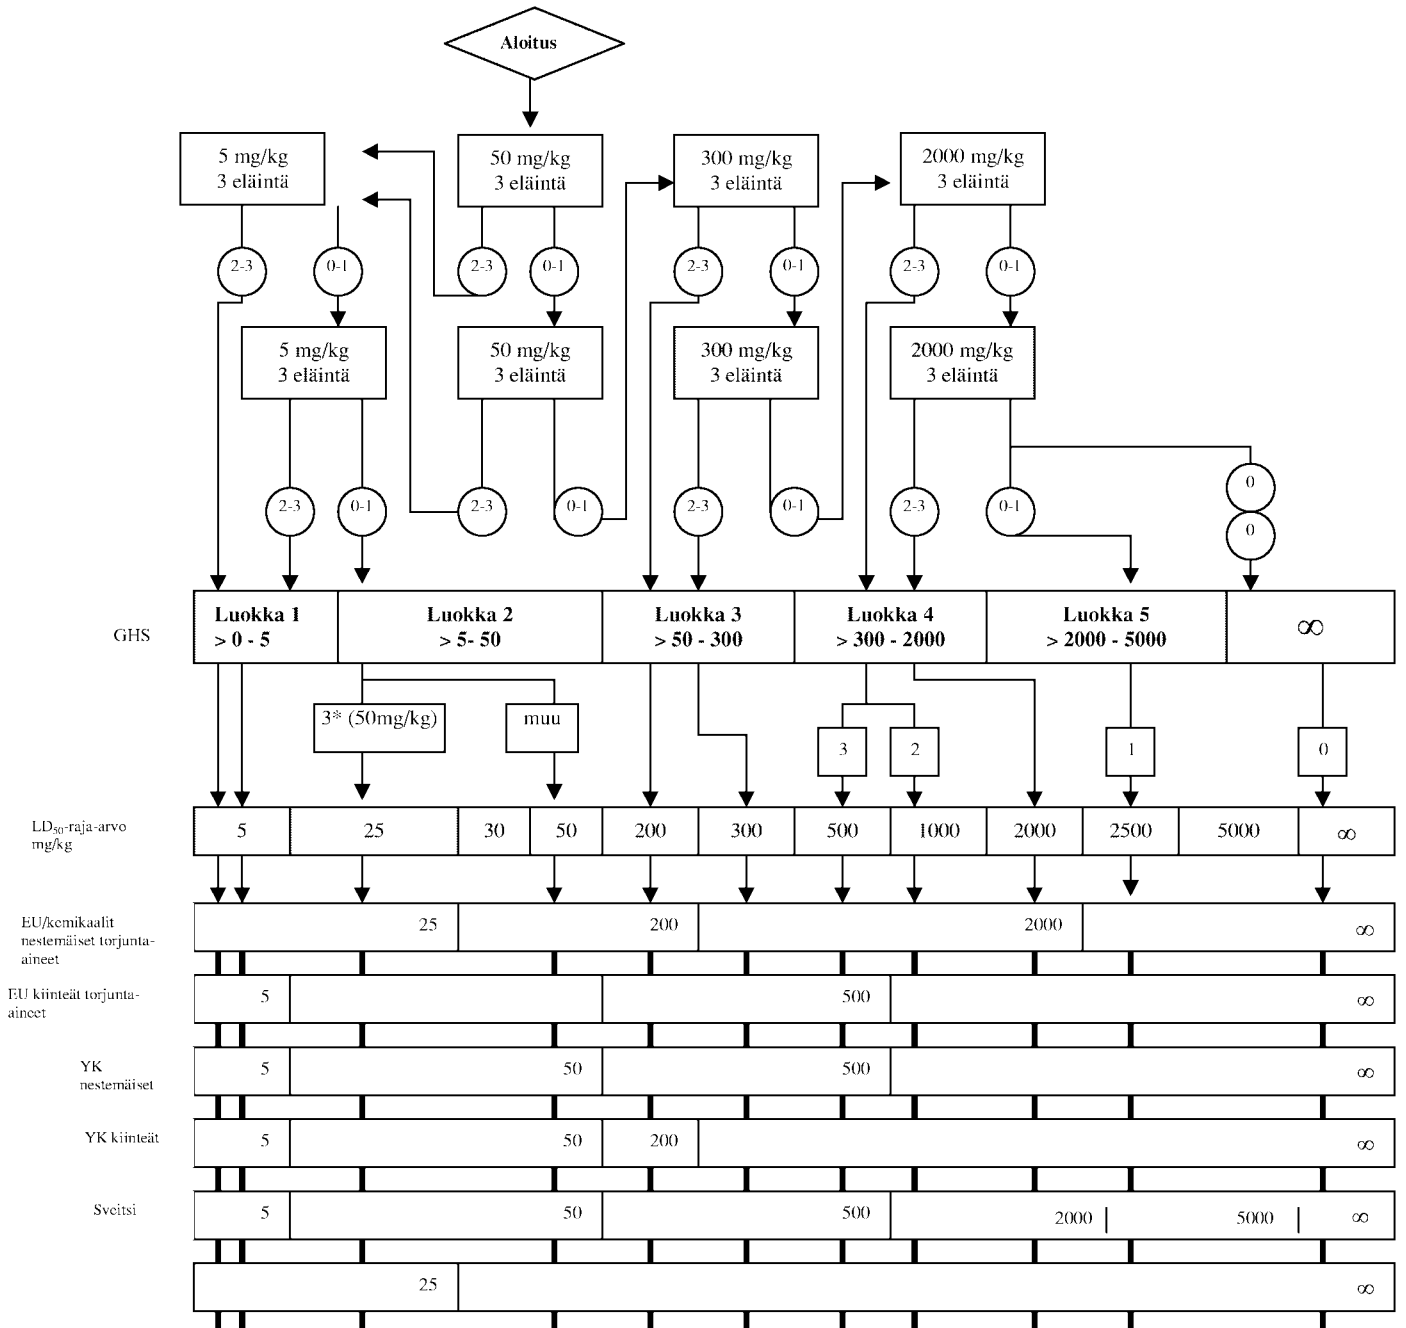 Aloitus
5 mg/kg
3 eläintä
50 mg/kg
3 eläintä
300 mg/kg
3 eläintä
2000 mg/kg
3 eläintä
2-3
0-1
2-3
0-1
2-3
0-1
2-3
0-1
5 mg/kg
3 eläintä
50 mg/kg
3 eläintä
300 mg/kg
3 eläintä
2000 mg/kg
3 eläintä
2-3
0-1
2-3
0-1
2-3
0-1
2-3
0-1
0
0
GHS
Luokka 1
> 0 - 5
Luokka 2
> 5- 50
Luokka 3
> 50 - 300
Luokka 4
> 300 - 2000
Luokka 5
> 2000 - 5000
∞
3* (50mg/kg)
muu
3
2
1
0
LD50-raja-arvo
mg/kg
5
25
30
50
200
300
500
1000
2000
2500
5000
∞
EU/kemikaalit
nestemäiset torjunta-
aineet
25
200
2000
∞
EU kiinteät torjunta-
aineet
5
500
∞
YK
nestemäiset
5
50
500
∞
YK kiinteät
5
50
200
∞
Sveitsi
5
50
500
2000
5000
∞
25
∞